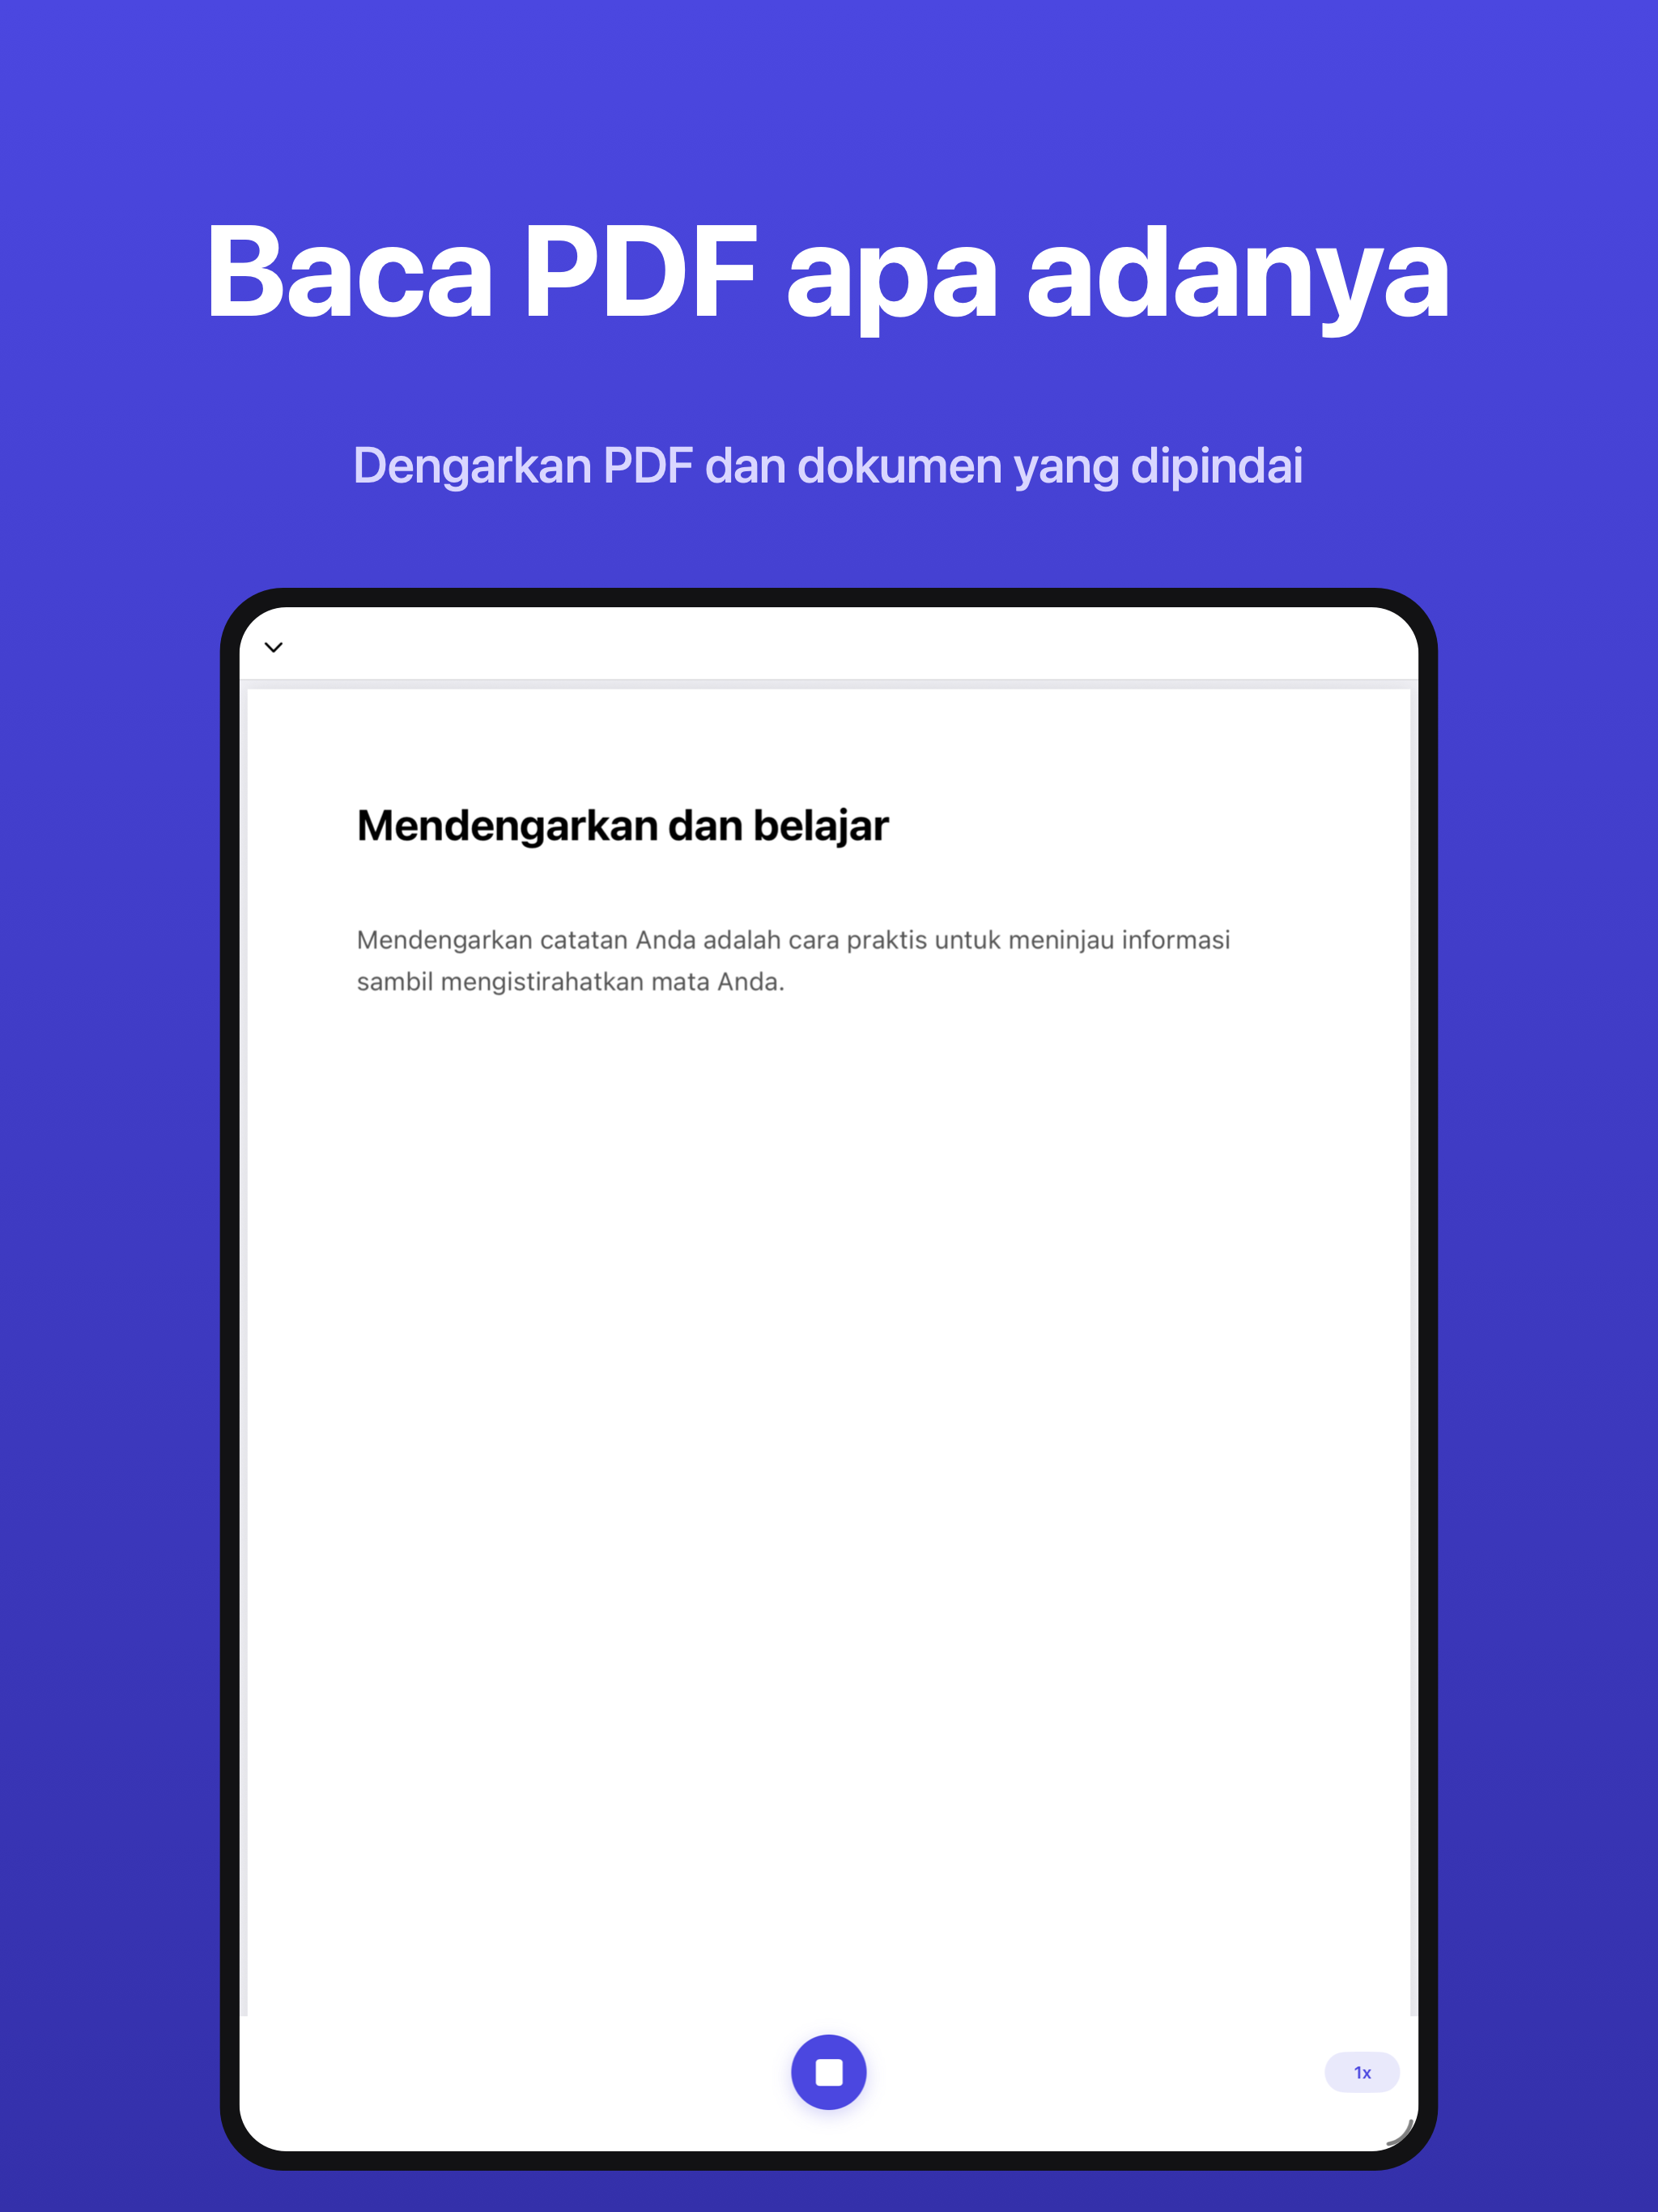 Baca PDF apa adanya
Dengarkan PDF dan dokumen yang dipindai
Mendengarkan dan belajar
Mendengarkan catatan Anda adalah cara praktis untuk meninjau informasi
sambil mengistirahatkan mata Anda.
1x